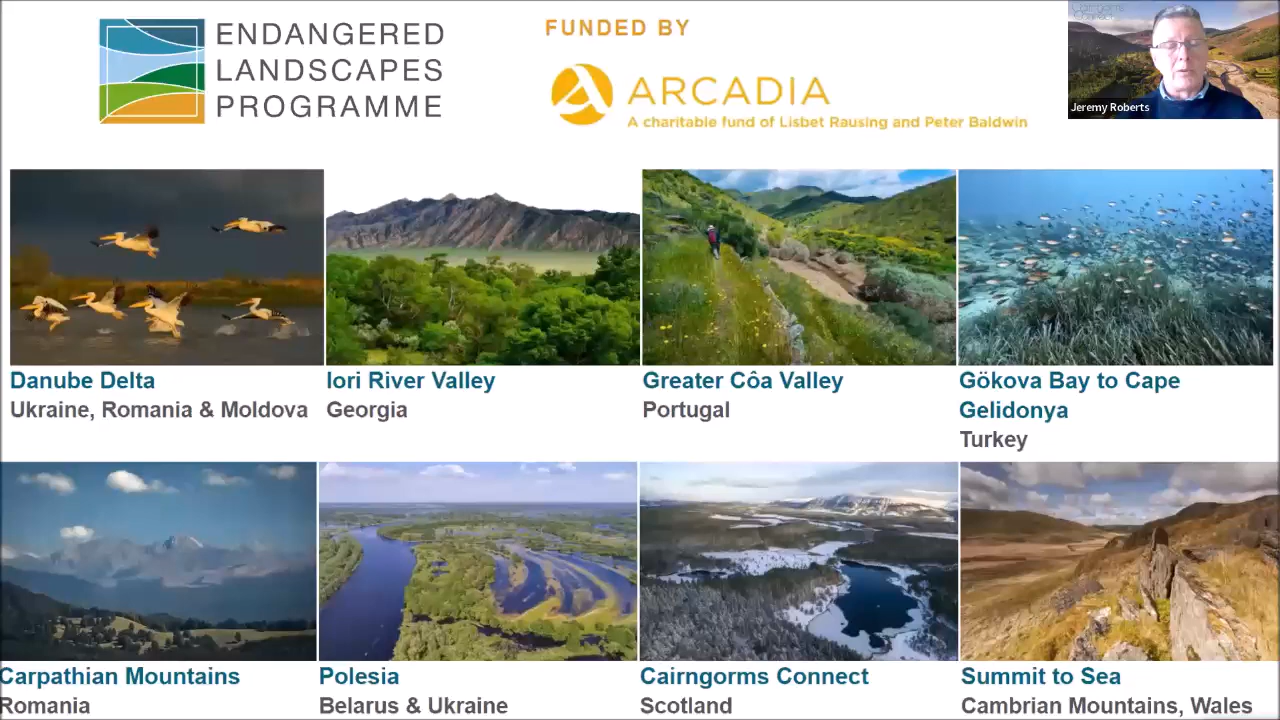 ENDANGERED
LANDSCAPES
PROGRAMME
FUNDED BY
ARCADIA
A charitable fund of Lisbet Rausing and Peter Baldwin
Cairngorms
Connect
Jeremy Roberts
Danube Delta
Ukraine, Romania & Moldova
Iori River Valley
Georgia
Greater Côa Valley
Portugal
Gökova Bay to Cape
Gelidonya
Turkey
Carpathian Mountains
Romania
Polesia
Belarus & Ukraine
Cairngorms Connect
Scotland
Summit to Sea
Cambrian Mountains, Wales